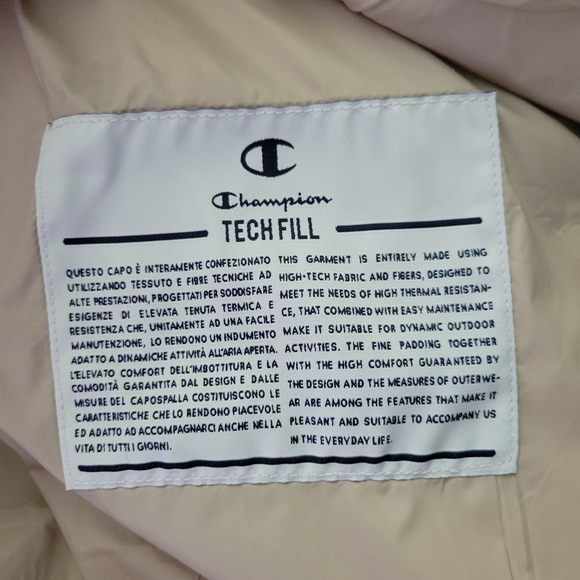 C
Champion
TECH FILL
QUESTO CAPO È INTERAMENTE CONFEZIONATO
UTILIZZANDO TESSUTO E FIBRE TECNICHE AD
ALTE PRESTAZIONI, PROGETTATI PER SODDISFARE
ESIGENZE DI ELEVATA TENUTA TERMICA E
RESISTENZA CHE, UNITAMENTE AD UNA FACILE
MANUTENZIONE, LO RENDONO UN INDUMENTO
ADATTO A DINAMICHE ATTIVITÀ ALL'ARIA APERTA.
L'ELEVATO COMFORT DELL'IMBOTTITURA E LA
COMODITÀ GARANTITA DAL DESIGN E DALLE
MISURE DEL CAPOSPALLA COSTITUISCONO LE
CARATTERISTICHE CHE LO RENDONO PIACEVOLE
ED ADATTO AD ACCOMPAGNARCI ANCHE NELLA
VITA DI TUTTI I GIORNI.
THIS GARMENT IS ENTIRELY MADE USING
HIGH-TECH FABRIC AND FIBERS, DESIGNED TO
MEET THE NEEDS OF HIGH THERMAL RESISTAN-
CE, THAT COMBINED WITH EASY MAINTENANCE
MAKE IT SUITABLE FOR DYNAMIC OUTDOOR
ACTIVITIES. THE FINE PADDING TOGETHER
WITH THE HIGH COMFORT GUARANTEED BY
THE DESIGN AND THE MEASURES OF OUTERWE-
AR ARE AMONG THE FEATURES THAT MAKE IT
PLEASANT AND SUITABLE TO ACCOMPANY US
IN THE EVERYDAY LIFE.